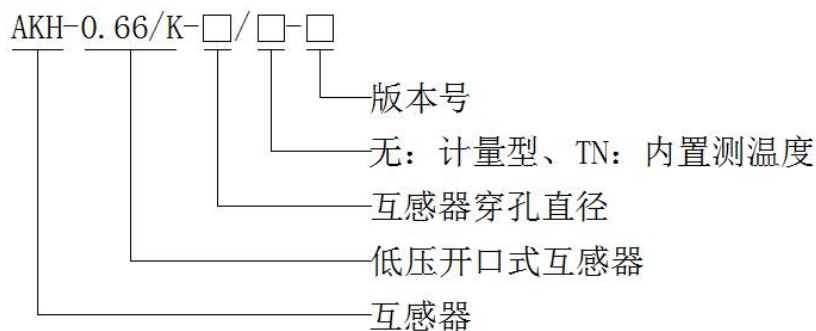 AKH-0.66/K-□/□-□
版本号
无：计量型、TN：内置测温度
互感器穿孔直径
低压开口式互感器
互感器